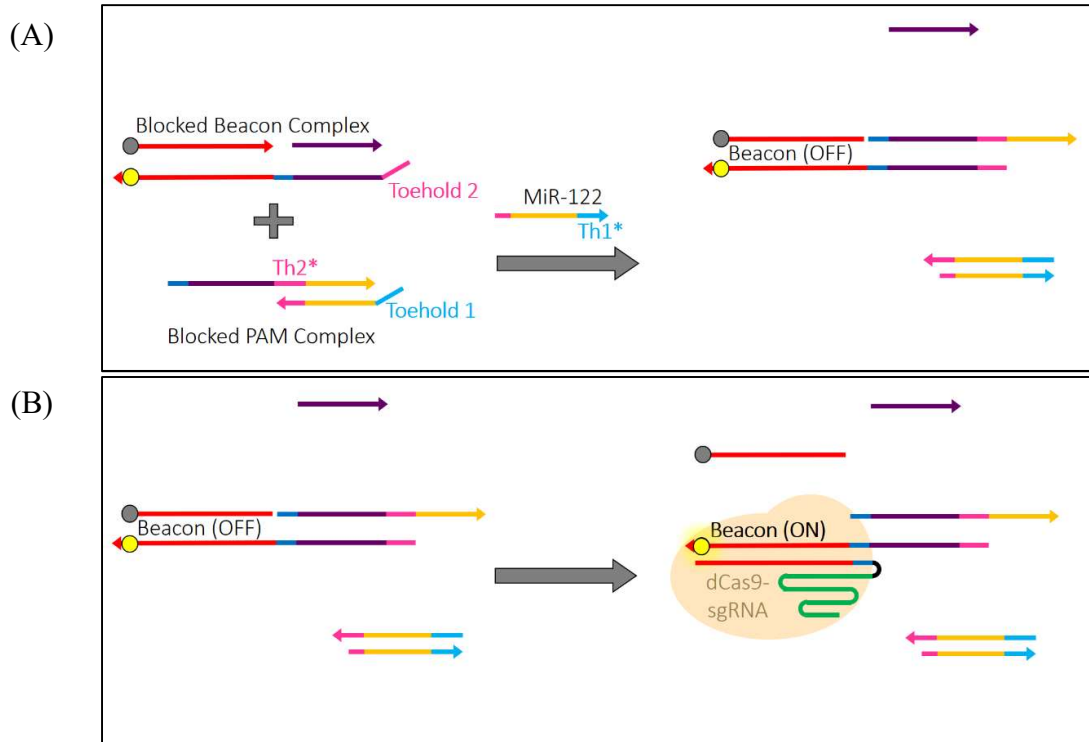 (A)
Blocked Beacon Complex
Toehold 2
Th2*
Toehold 1
Blocked PAM Complex
MiR-122
Th1*
Beacon (OFF)
(B)
Beacon (OFF)
Beacon (ON)
dCas9-
sgRNA